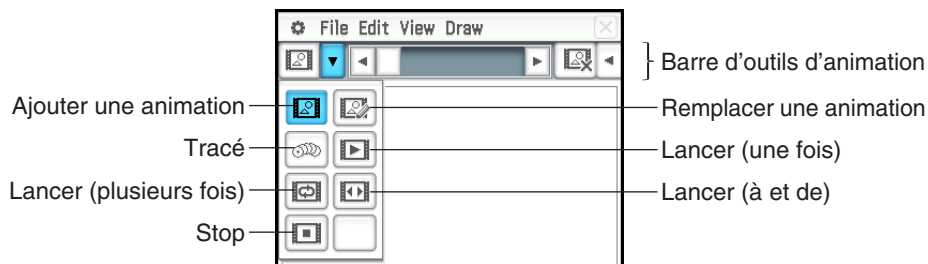 File Edit View Draw
Barre d'outils d'animation
Ajouter une animation
Remplacer une animation
Tracé
Lancer (une fois)
Lancer (plusieurs fois)
Lancer (à et de)
Stop